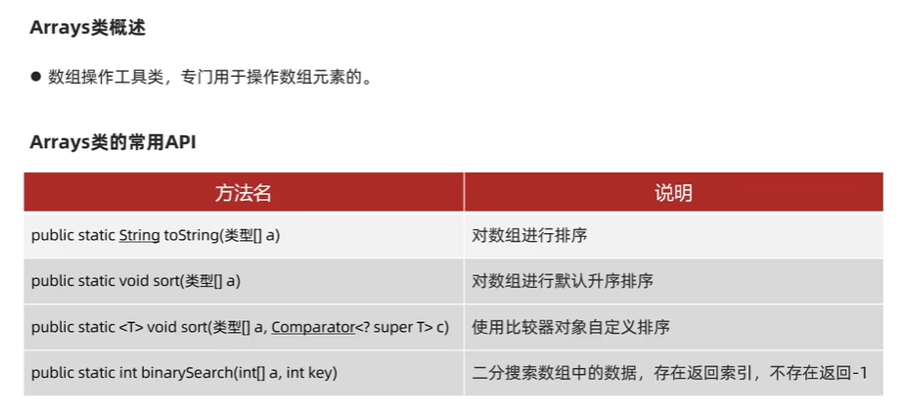 Arrays类概述
● 数组操作工具类，专门用于操作数组元素的。
Arrays类的常用API
方法名 说明
public static String toString(类型[] a) 对数组进行排序
public static void sort(类型[] a) 对数组进行默认升序排序
public static <T> void sort(类型[] a, Comparator<? super T> c) 使用比较器对象自定义排序
public static int binarySearch(int[] a, int key) 二分搜索数组中的数据，存在返回索引，不存在返回-1